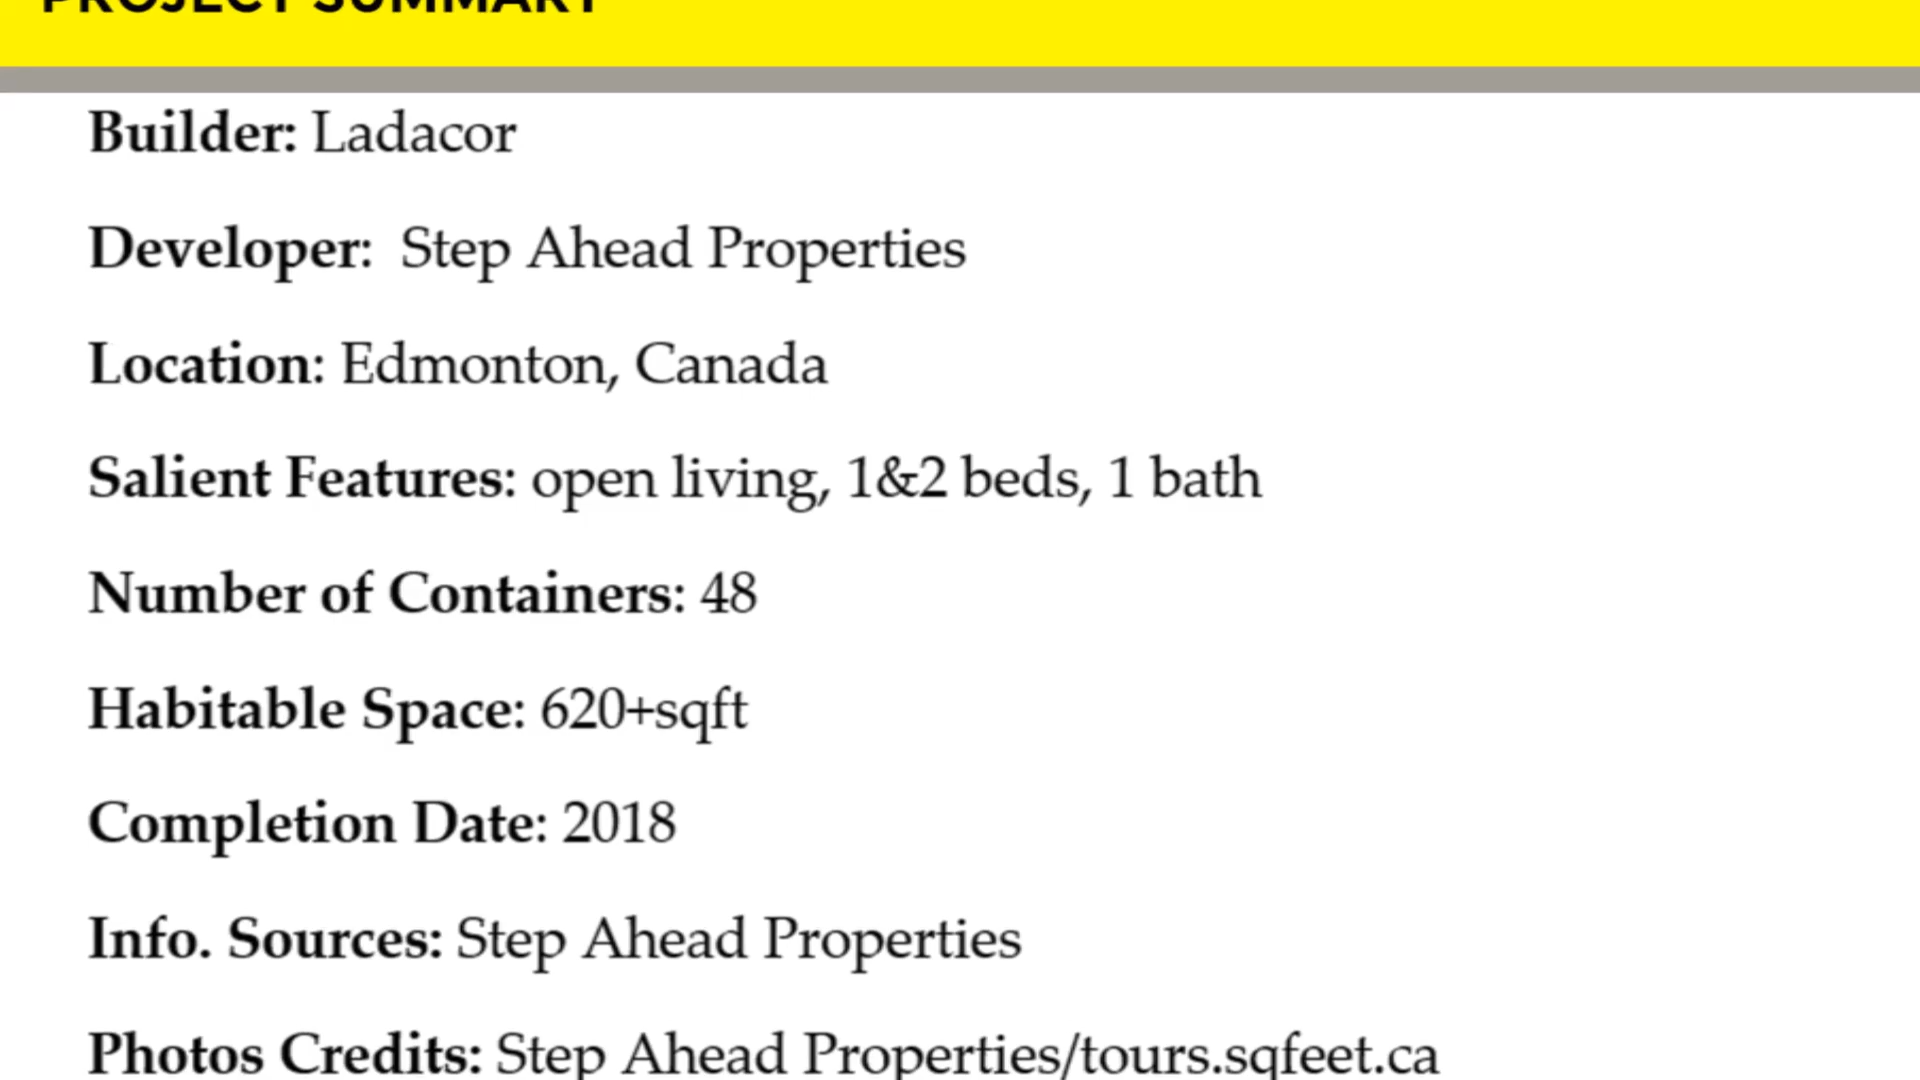 PROJECT SUMMARY
Builder: Ladacor
Developer: Step Ahead Properties
Location: Edmonton, Canada
Salient Features: open living, 1&2 beds, 1 bath
Number of Containers: 48
Habitable Space: 620+sqft
Completion Date: 2018
Info. Sources: Step Ahead Properties
Photos Credits: Step Ahead Properties/tours.sqfeet.ca